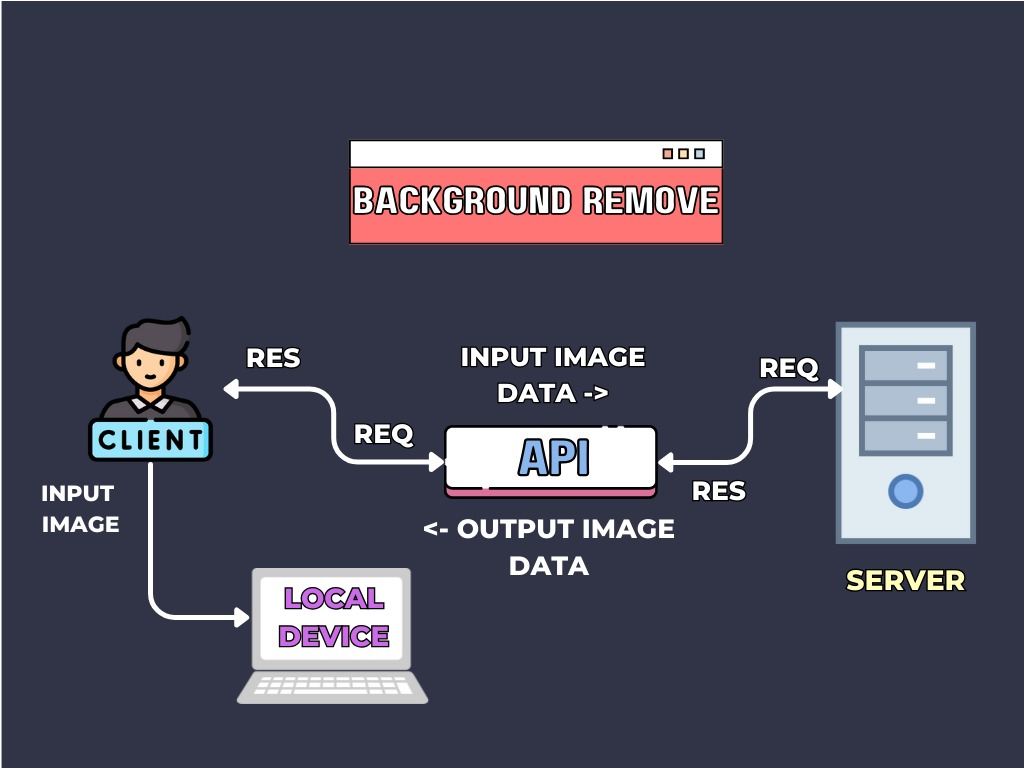 BACKGROUND REMOVE
RES
INPUT IMAGE
DATA ->
REQ
REQ
CLIENT
API
RES
INPUT
IMAGE
<- OUTPUT IMAGE
DATA
SERVER
LOCAL
DEVICE